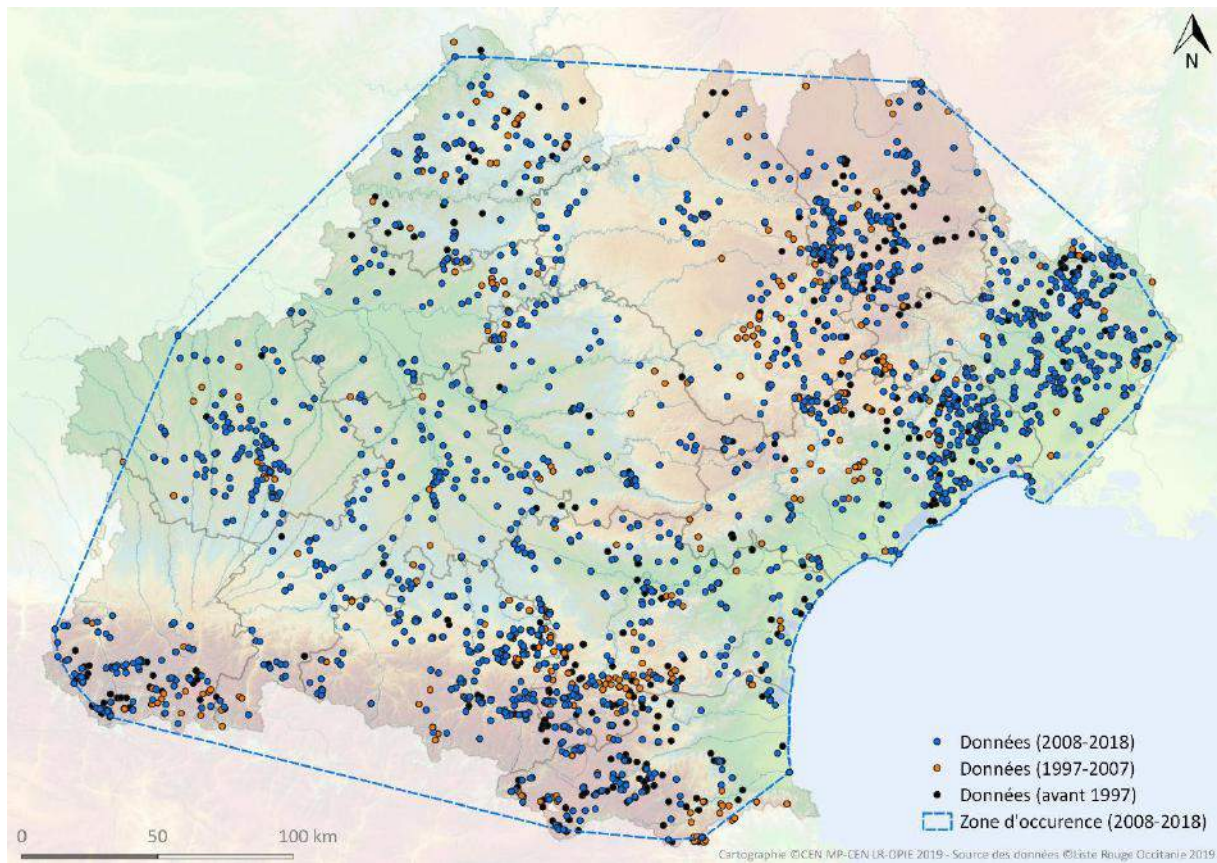 N
Données (2008-2018)
Données (1997-2007)
Données (avant 1997)
Zone d'occurence (2008-2018)
0 50 100 km
Cartographie ©CEN MP-CEN LR-OPIE 2019 - Source des données ©Liste Rouge Occitanie 2019